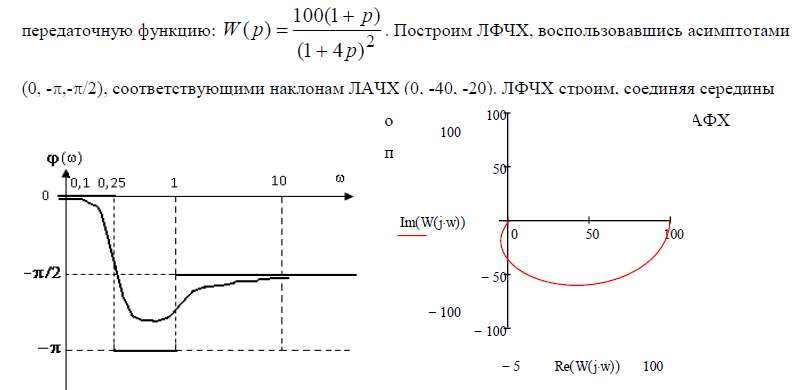 передаточную функцию: W(p) = 100(1 + p) / (1 + 4p)². Построим ЛФЧХ, воспользовавшись асимптотами
(0, -π,-π/2), соответствующими наклонам ЛАЧХ (0, -40, -20). ЛФЧХ строим, соединяя середины
о
АФХ
п
φ(ω)
0,1 0,25 1 10 ω
0
−π/2
−π
100
Im(W(j·w))
− 100
100
50
0 50 100
− 50
− 100
− 5 Re(W(j·w)) 100